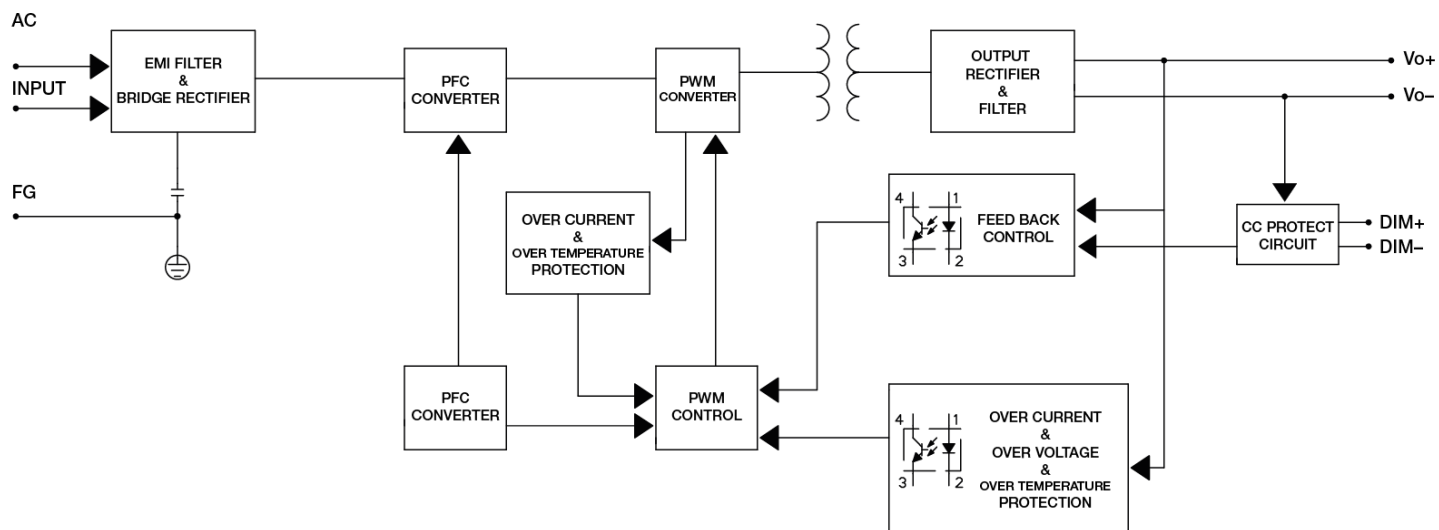 AC
INPUT
EMI FILTER
&
BRIDGE RECTIFIER
PFC
CONVERTER
PWM
CONVERTER
OUTPUT
RECTIFIER
&
FILTER
Vo+
Vo–
FG
OVER CURRENT
&
OVER TEMPERATURE
PROTECTION
4 1
3 2
FEED BACK
CONTROL
CC PROTECT
CIRCUIT
DIM+
DIM–
PFC
CONVERTER
PWM
CONTROL
4 1
3 2
OVER CURRENT
&
OVER VOLTAGE
&
OVER TEMPERATURE
PROTECTION